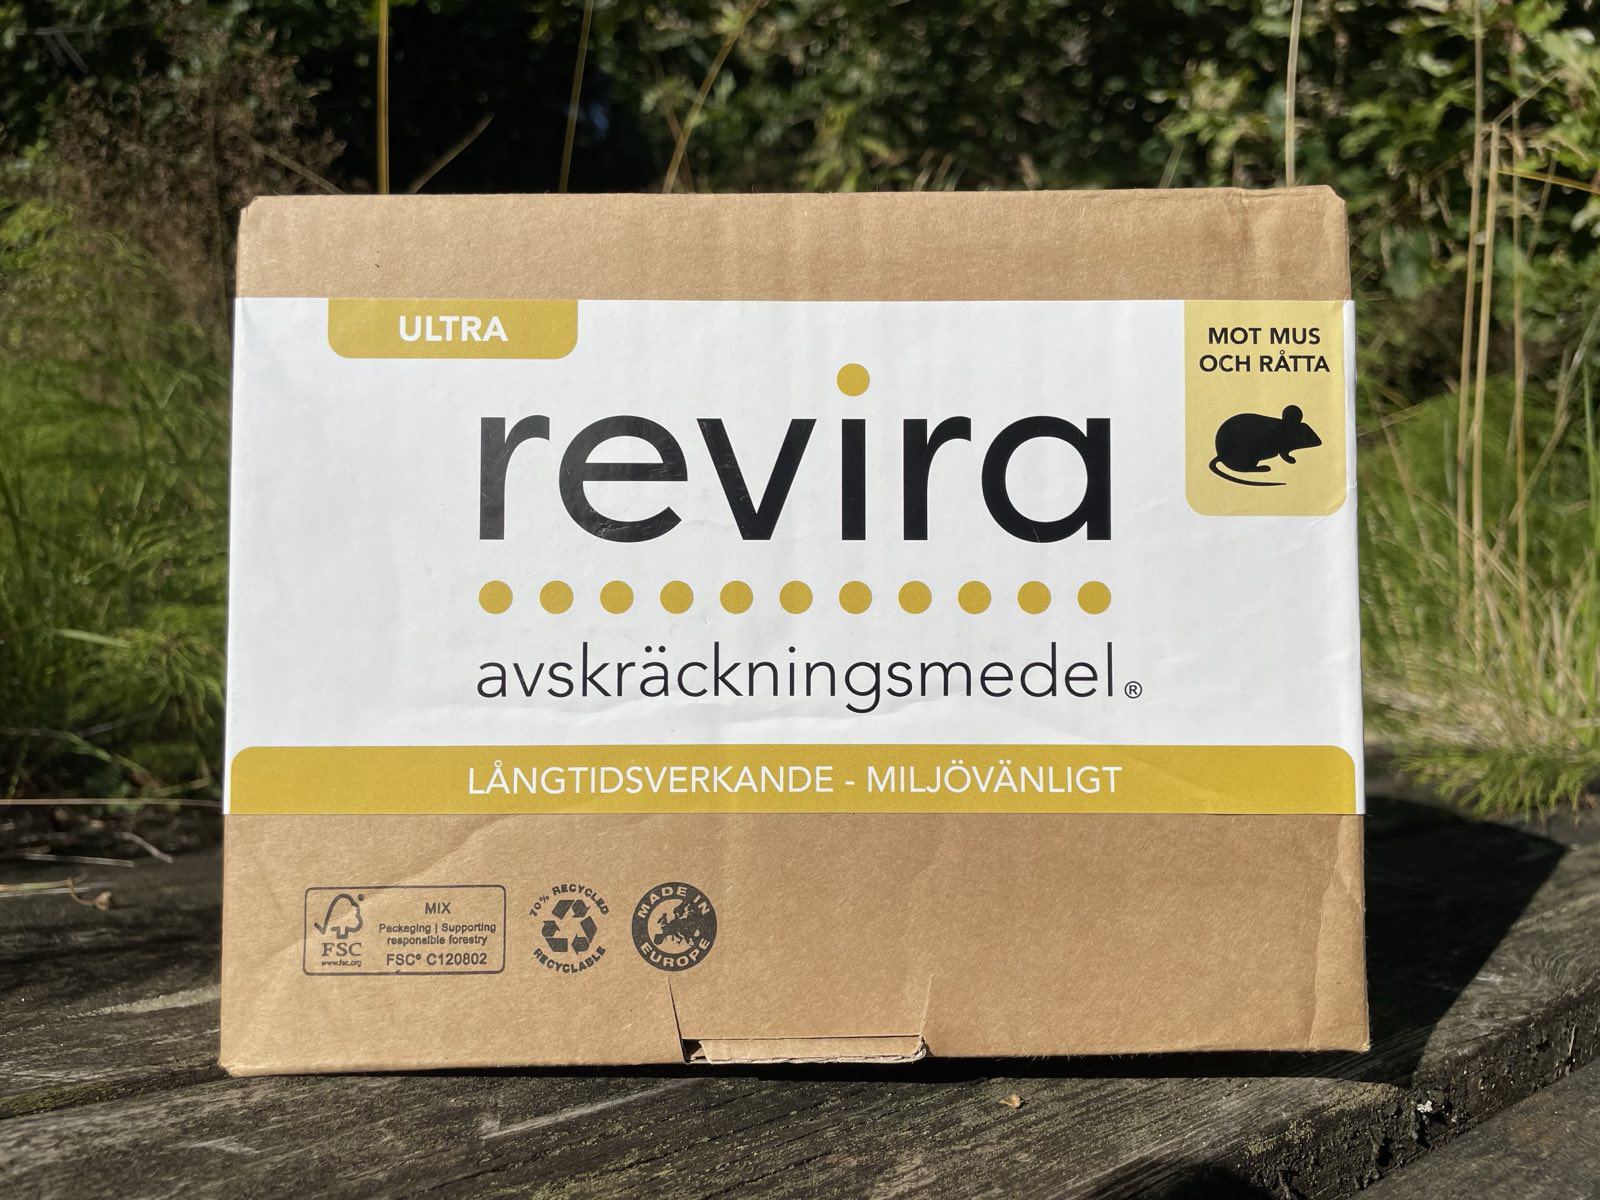 ULTRA
MOT MUS
OCH RÅTTA
revira
avskräckningsmedel®
LÅNGTIDSVERKANDE - MILJÖVÄNLIGT
FSC
www.fsc.org
MIX
Packaging | Supporting
responsible forestry
FSC® C120802
70% RECYCLED
RECYCLABLE
MADE IN
EUROPE